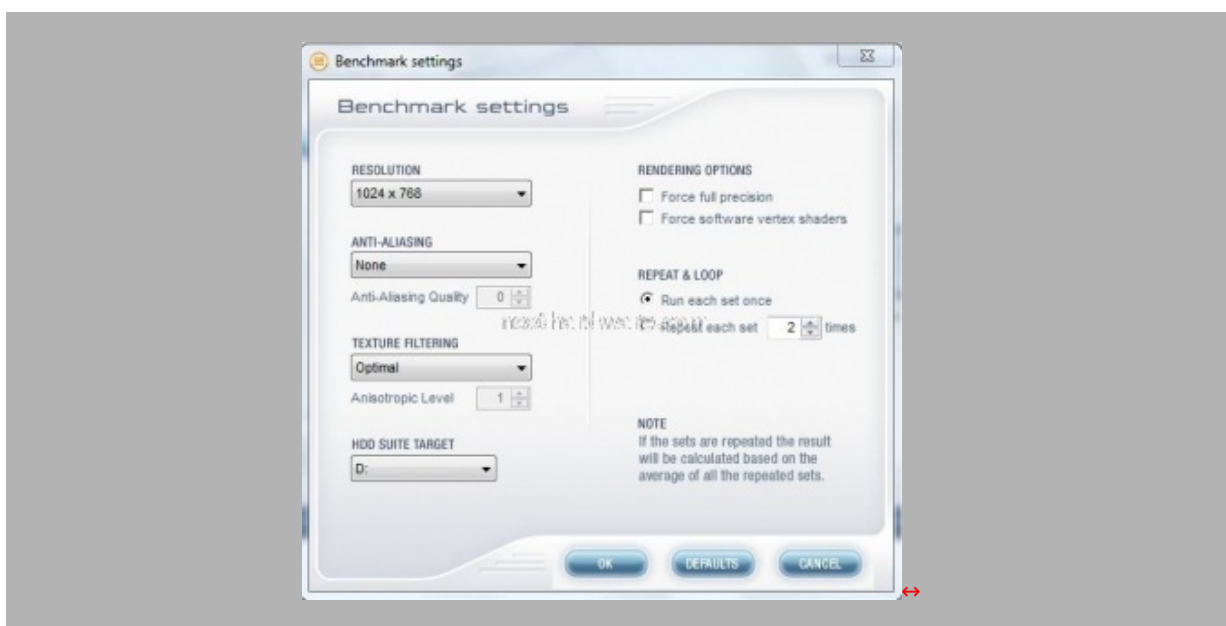 Benchmark settings
Benchmark settings
RESOLUTION
1024 x 768
ANTI-ALIASING
None
Anti-Aliasing Quality 0
TEXTURE FILTERING
Optimal
Anisotropic Level 1
HDD SUITE TARGET
D:
RENDERING OPTIONS
Force full precision
Force software vertex shaders
REPEAT & LOOP
Run each set once
Repeat each set 2 times
NOTE
If the sets are repeated the result
will be calculated based on the
average of all the repeated sets.
OK DEFAULTS CANCEL